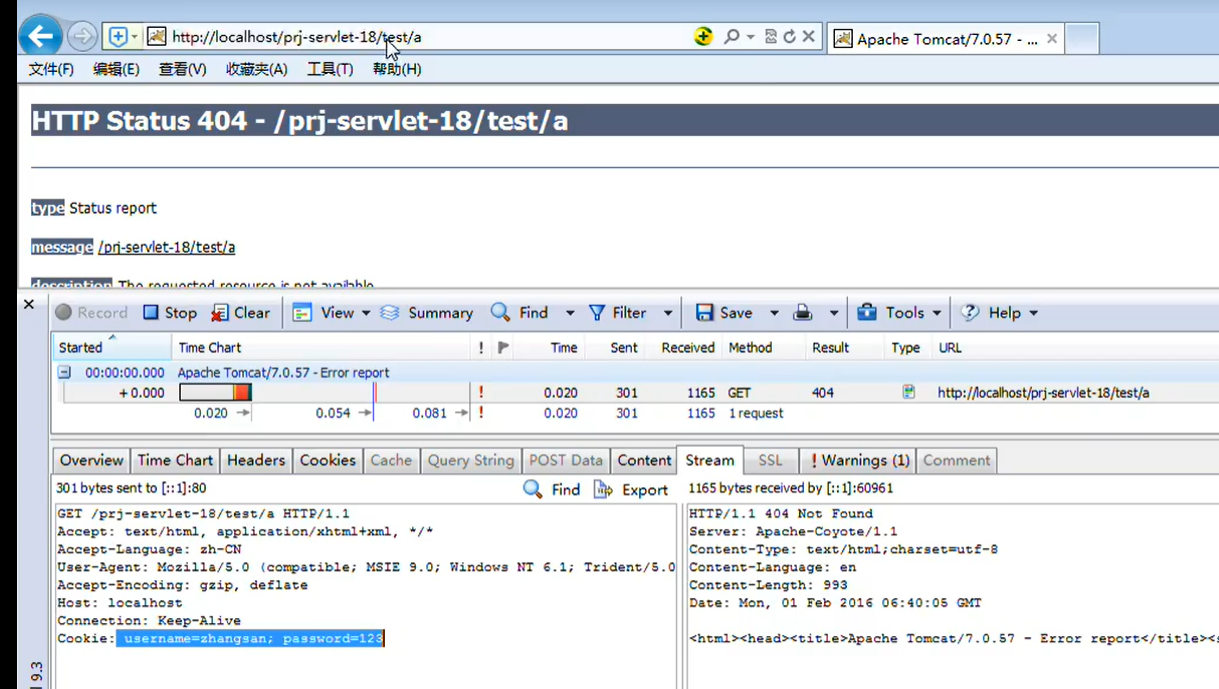 http://localhost/prj-servlet-18/test/a
Apache Tomcat/7.0.57 - ...
文件(F) 编辑(E) 查看(V) 收藏夹(A) 工具(T) 帮助(H)
HTTP Status 404 - /prj-servlet-18/test/a
type Status report
message /prj-servlet-18/test/a
description The requested resource is not available.
Record Stop Clear View Summary Find Filter Save Tools Help
Started Time Chart ! Time Sent Received Method Result Type URL
00:00:00.000 Apache Tomcat/7.0.57 - Error report
+ 0.000 ! 0.020 301 1165 GET 404 http://localhost/prj-servlet-18/test/a
0.020 0.054 0.081 ! 0.020 301 1165 1 request
Overview Time Chart Headers Cookies Cache Query String POST Data Content Stream SSL ! Warnings (1) Comment
301 bytes sent to [::1]:80 Find Export 1165 bytes received by [::1]:60961
GET /prj-servlet-18/test/a HTTP/1.1
Accept: text/html, application/xhtml+xml, */*
Accept-Language: zh-CN
User-Agent: Mozilla/5.0 (compatible; MSIE 9.0; Windows NT 6.1; Trident/5.0
Accept-Encoding: gzip, deflate
Host: localhost
Connection: Keep-Alive
Cookie: username=zhangsan; password=123
HTTP/1.1 404 Not Found
Server: Apache-Coyote/1.1
Content-Type: text/html;charset=utf-8
Content-Language: en
Content-Length: 993
Date: Mon, 01 Feb 2016 06:40:05 GMT
<html><head><title>Apache Tomcat/7.0.57 - Error report</title><
9.3